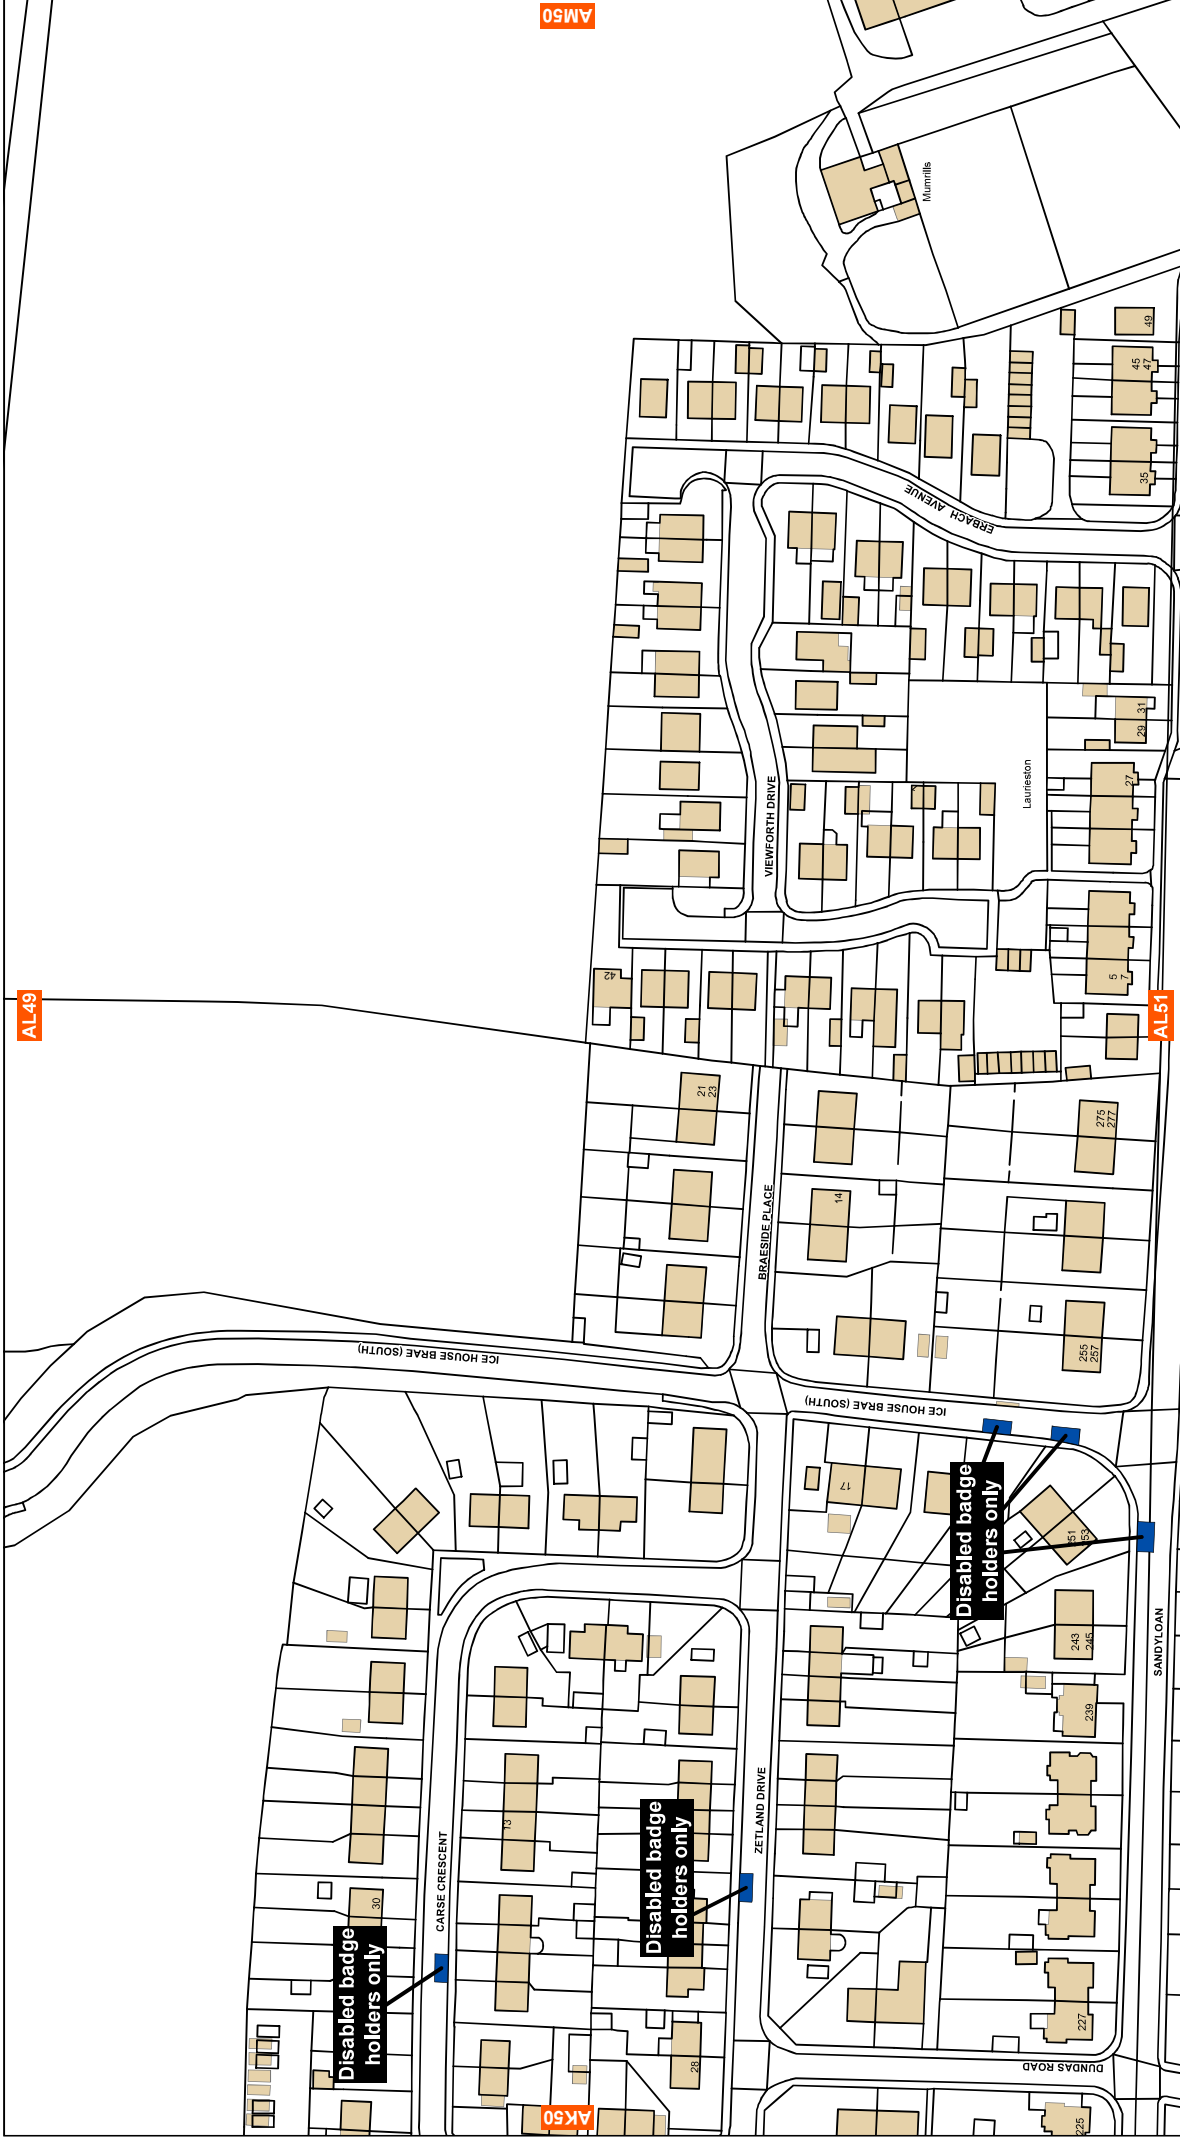 AM50
Mumrills
49
45
47
35
ERBACH AVENUE
31
29
Laurieston
27
VIEWFORTH DRIVE
5
7
42
AL49
AL51
21
23
275
277
14
BRAESIDE PLACE
255
257
ICE HOUSE BRAE (SOUTH)
ICE HOUSE BRAE (SOUTH)
17
Disabled badge
holders only
251
253
243
245
SANDYLOAN
239
ZETLAND DRIVE
13
CARSE CRESCENT
30
Disabled badge
holders only
Disabled badge
holders only
227
28
DUNDAS ROAD
AK50
225